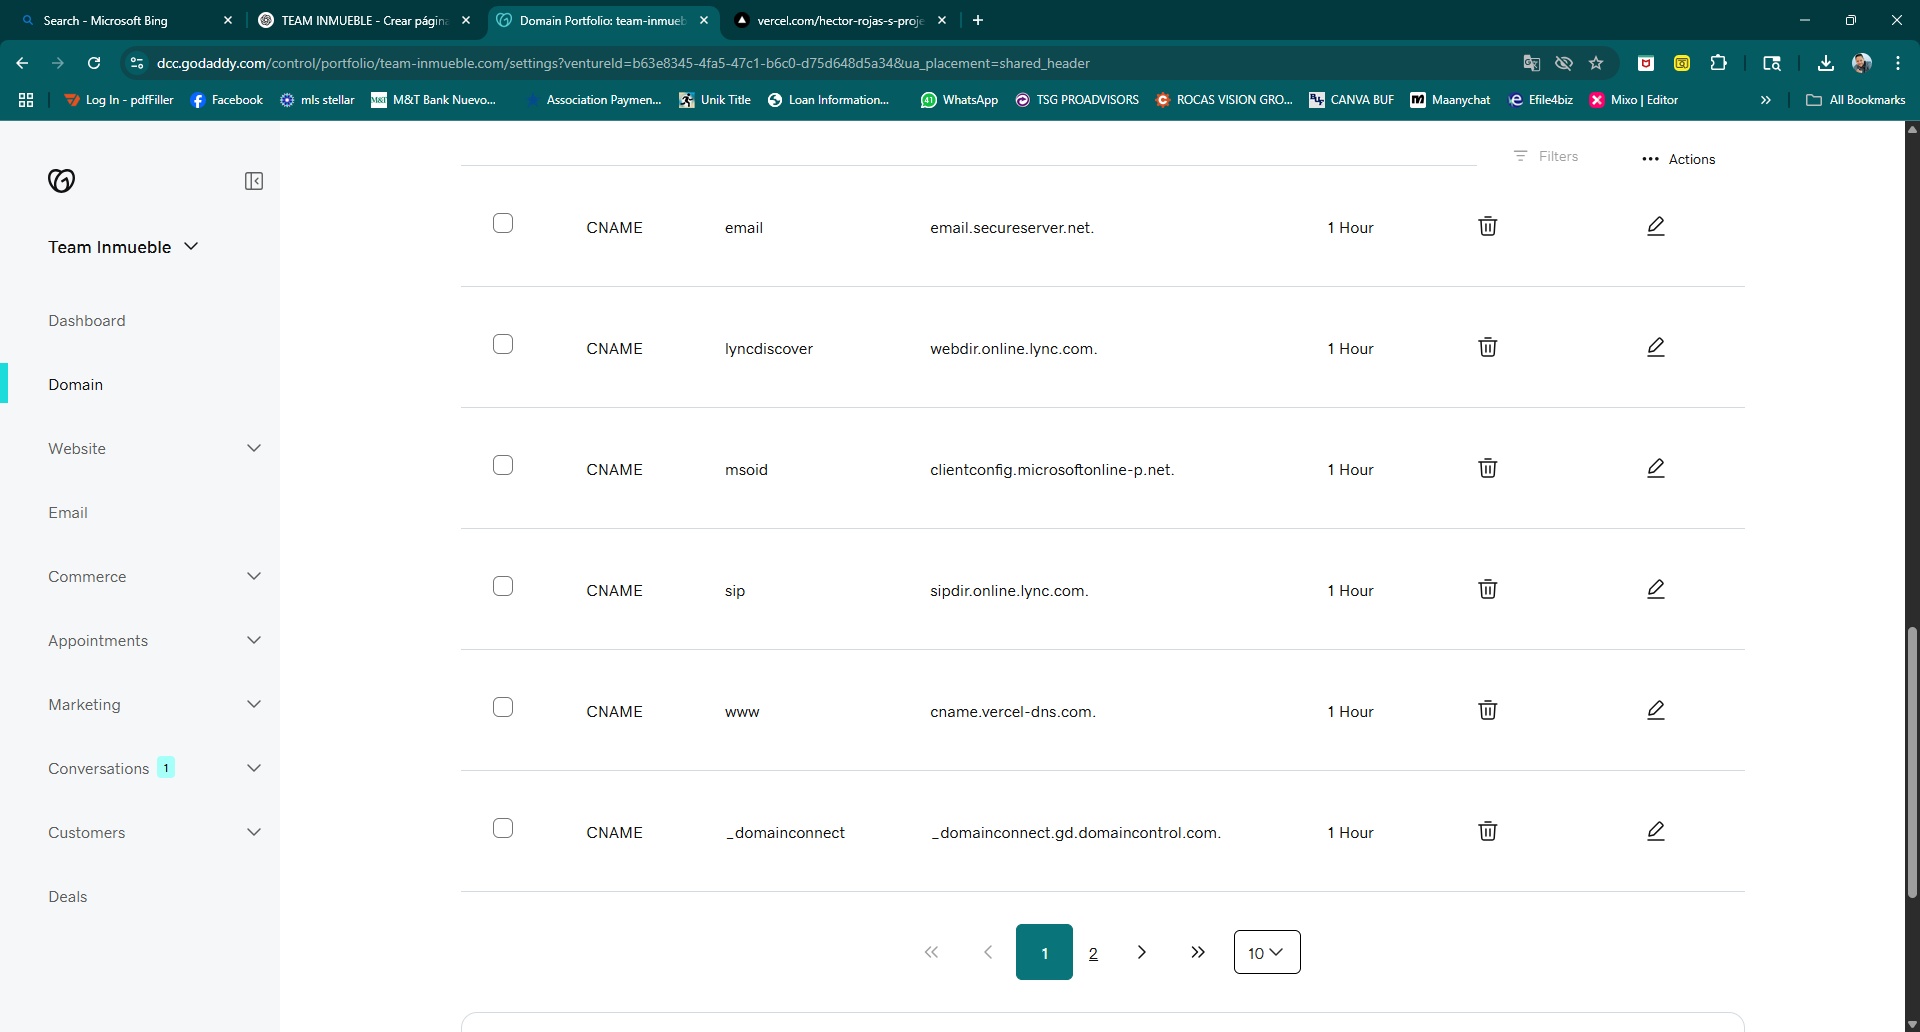 Search - Microsoft Bing
TEAM INMUEBLE - Crear págin
Domain Portfolio: team-inmueb
vercel.com/hector-rojas-s-proje
dcc.godaddy.com/control/portfolio/team-inmueble.com/settings?ventureId=b63e8345-4fa5-47c1-b6c0-d75d648d5a34&ua_placement=shared_header
Log In - pdfFiller
Facebook
mls stellar
M&T Bank Nuevo...
Association Paymen...
Unik Title
Loan Information...
WhatsApp
TSG PROADVISORS
ROCAS VISION GRO...
CANVA BUF
Maanychat
Efile4biz
Mixo | Editor
All Bookmarks
Team Inmueble
Dashboard
Domain
Website
Email
Commerce
Appointments
Marketing
Conversations 1
Customers
Deals
Filters
Actions
CNAME email email.secureserver.net. 1 Hour
CNAME lyncdiscover webdir.online.lync.com. 1 Hour
CNAME msoid clientconfig.microsoftonline-p.net. 1 Hour
CNAME sip sipdir.online.lync.com. 1 Hour
CNAME www cname.vercel-dns.com. 1 Hour
CNAME _domainconnect _domainconnect.gd.domaincontrol.com. 1 Hour
1 2 10